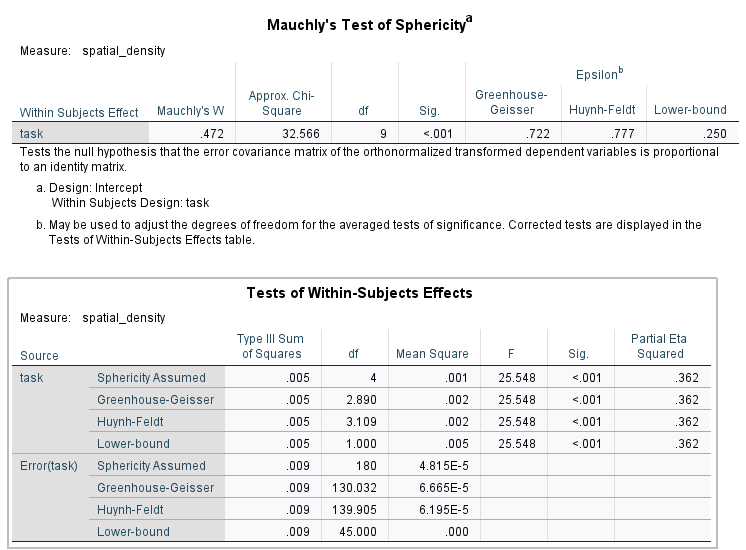 Mauchly's Test of Sphericityᵃ
Measure: spatial_density
Epsilonᵇ
Within Subjects Effect Mauchly's W Approx. Chi-Square df Sig. Greenhouse-Geisser Huynh-Feldt Lower-bound
task .472 32.566 9 <.001 .722 .777 .250
Tests the null hypothesis that the error covariance matrix of the orthonormalized transformed dependent variables is proportional
to an identity matrix.
a. Design: Intercept
Within Subjects Design: task
b. May be used to adjust the degrees of freedom for the averaged tests of significance. Corrected tests are displayed in the
Tests of Within-Subjects Effects table.
Tests of Within-Subjects Effects
Measure: spatial_density
Source Type III Sum of Squares df Mean Square F Sig. Partial Eta Squared
task Sphericity Assumed .005 4 .001 25.548 <.001 .362
Greenhouse-Geisser .005 2.890 .002 25.548 <.001 .362
Huynh-Feldt .005 3.109 .002 25.548 <.001 .362
Lower-bound .005 1.000 .005 25.548 <.001 .362
Error(task) Sphericity Assumed .009 180 4.815E-5
Greenhouse-Geisser .009 130.032 6.665E-5
Huynh-Feldt .009 139.905 6.195E-5
Lower-bound .009 45.000 .000